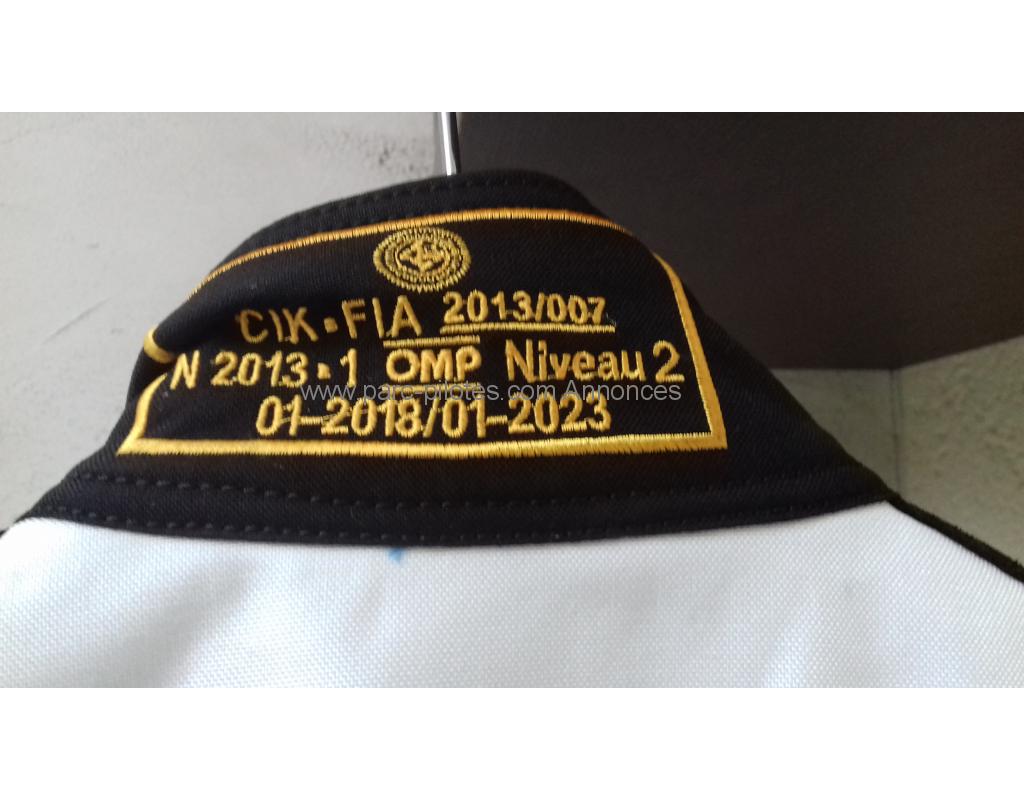 CIK·FIA 2013/007
N 2013·1 OMP Niveau 2
www.parc-pilotes.com Annonces
01-2018/01-2023